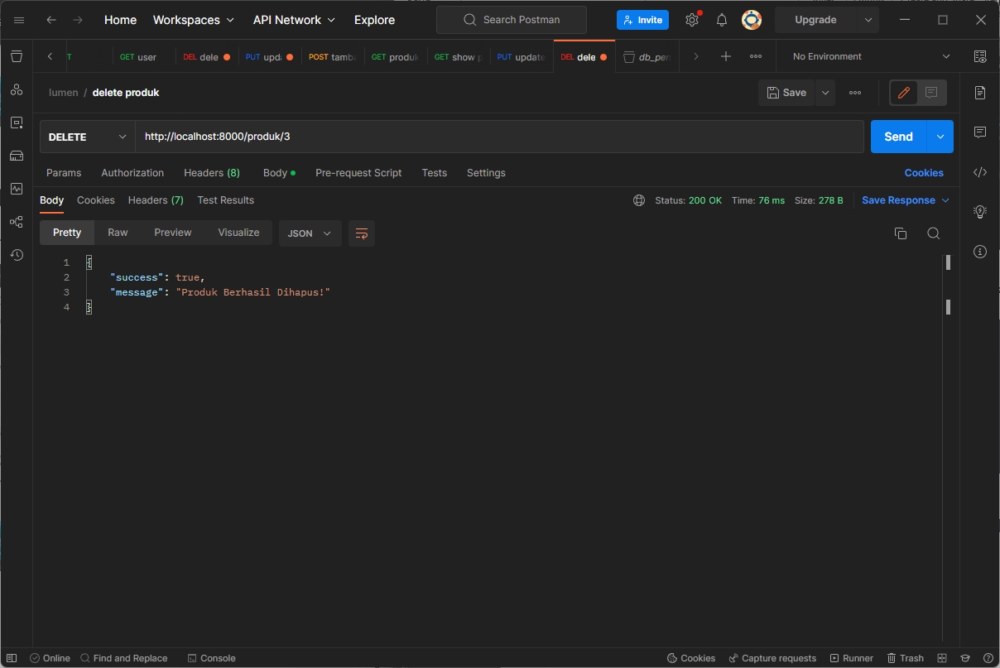 Home Workspaces API Network Explore Search Postman Invite Upgrade
T GET user DEL dele PUT upd GET produk GET show PUT update DEL dele No Environment
lumen / delete produk Save
DELETE http://localhost:8000/produk/3 Send
Params Authorization Headers (8) Body Pre-request Script Tests Settings Cookies
Body Cookies Headers (7) Test Results Status: 200 OK Time: 76 ms Size: 278 B Save Response
Pretty Raw Preview Visualize JSON
1 {
2 "success": true,
3 "message": "Produk Berhasil Dihapus!"
4 }
Online Find and Replace Console Cookies Capture requests Runner Trash